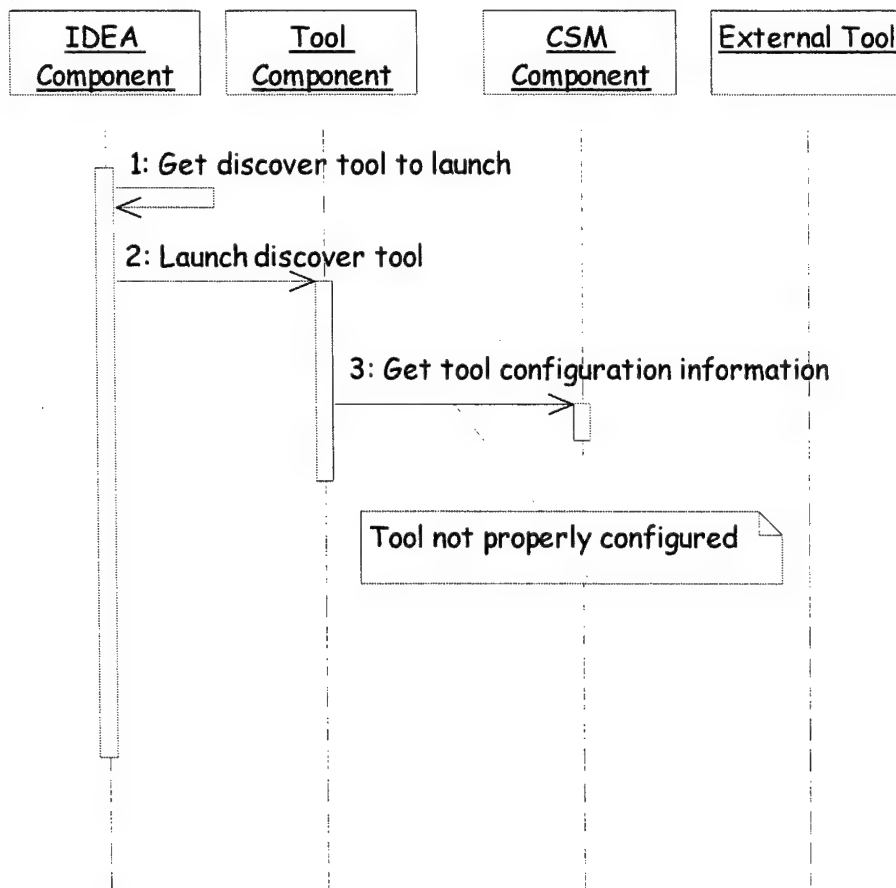 IDEA
Component
Tool
Component
CSM
Component
External Tool
1: Get discover tool to launch
2: Launch discover tool
3: Get tool configuration information
Tool not properly configured